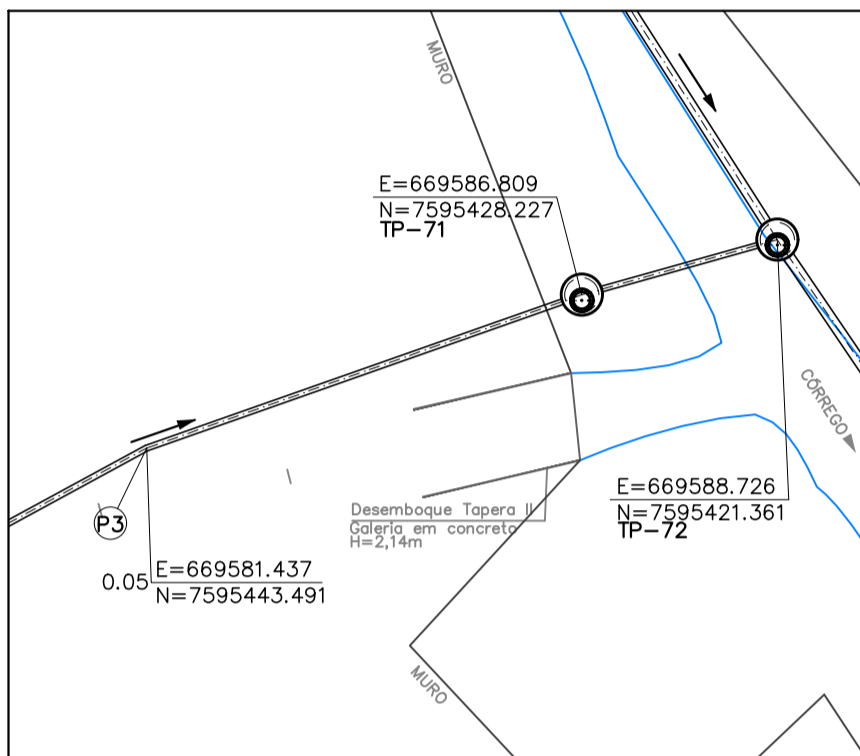 MURO
E=669586.809
N=7595428.227
TP-71
CÓRREGO
E=669588.726
N=7595421.361
TP-72
Desemboque Tapera II
Galeria em concreto
H=2,14m
P3
0.05
E=669581.437
N=7595443.491
MURO